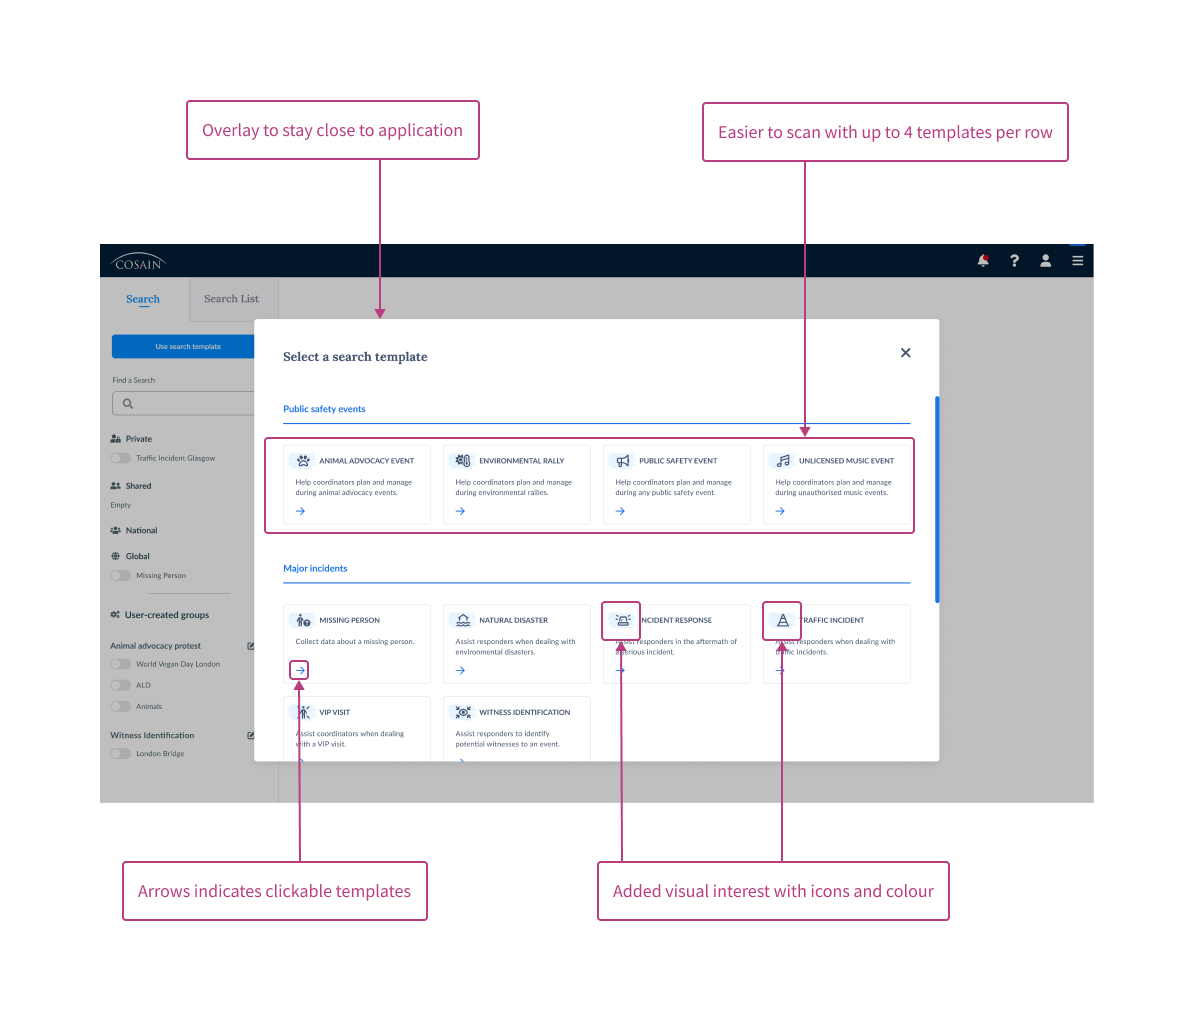 Overlay to stay close to application
Easier to scan with up to 4 templates per row
COSAIN
?
Search
Search List
Use search template
Find a Search
Private
Traffic Incident Glasgow
Shared
Empty
National
Global
Missing Person
User-created groups
Animal advocacy protest
World Vegan Day London
ALD
Animals
Witness Identification
London Bridge
Select a search template
Public safety events
ANIMAL ADVOCACY EVENT
Help coordinators plan and manage
during animal advocacy events.
ENVIRONMENTAL RALLY
Help coordinators plan and manage
during environmental rallies.
PUBLIC SAFETY EVENT
Help coordinators plan and manage
during any public safety event.
UNLICENSED MUSIC EVENT
Help coordinators plan and manage
during unauthorised music events.
Major incidents
MISSING PERSON
Collect data about a missing person.
NATURAL DISASTER
Assist responders when dealing with
environmental disasters.
INCIDENT RESPONSE
Assist responders in the aftermath of
a serious incident.
TRAFFIC INCIDENT
Assist responders when dealing with
traffic incidents.
VIP VISIT
Assist coordinators when dealing
with a VIP visit.
WITNESS IDENTIFICATION
Assist responders to identify
potential witnesses to an event.
Arrows indicates clickable templates
Added visual interest with icons and colour